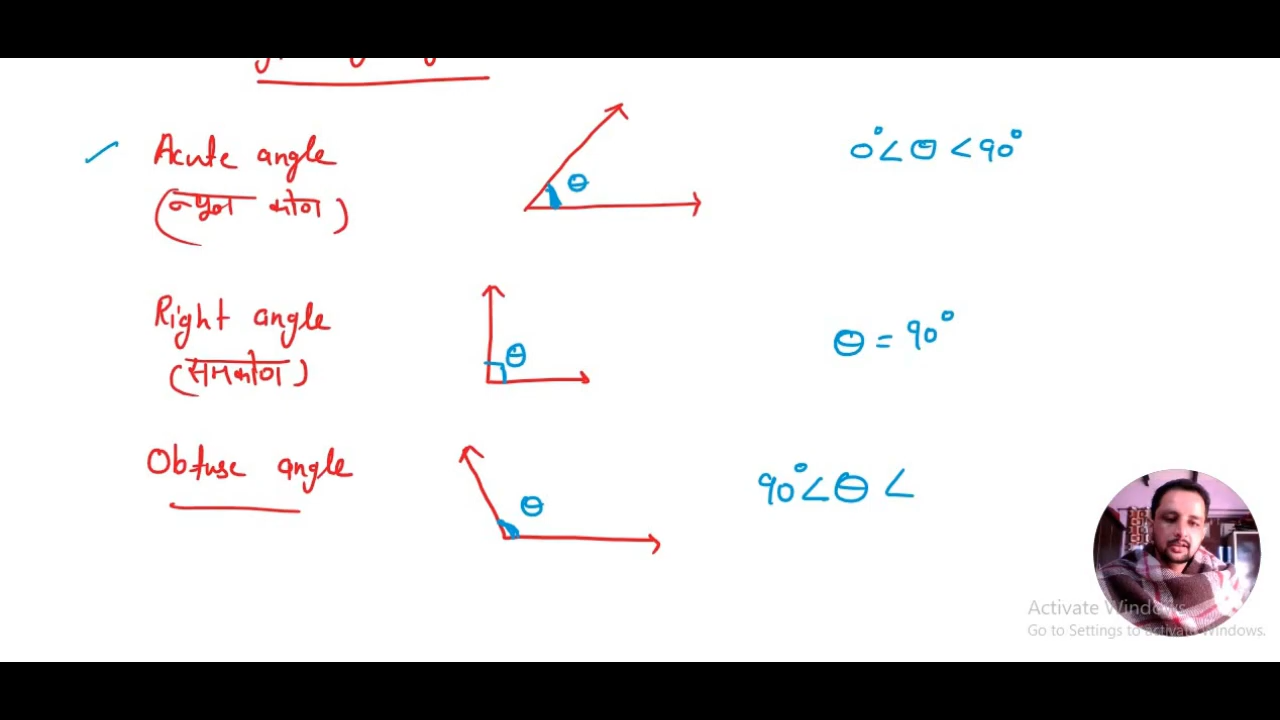 Acute angle
(न्यून कोण)
θ
0° < θ < 90°
Right angle
(समकोण)
θ
θ = 90°
Obtuse angle
θ
90° < θ <
Activate Windows
Go to Settings to activate Windows.